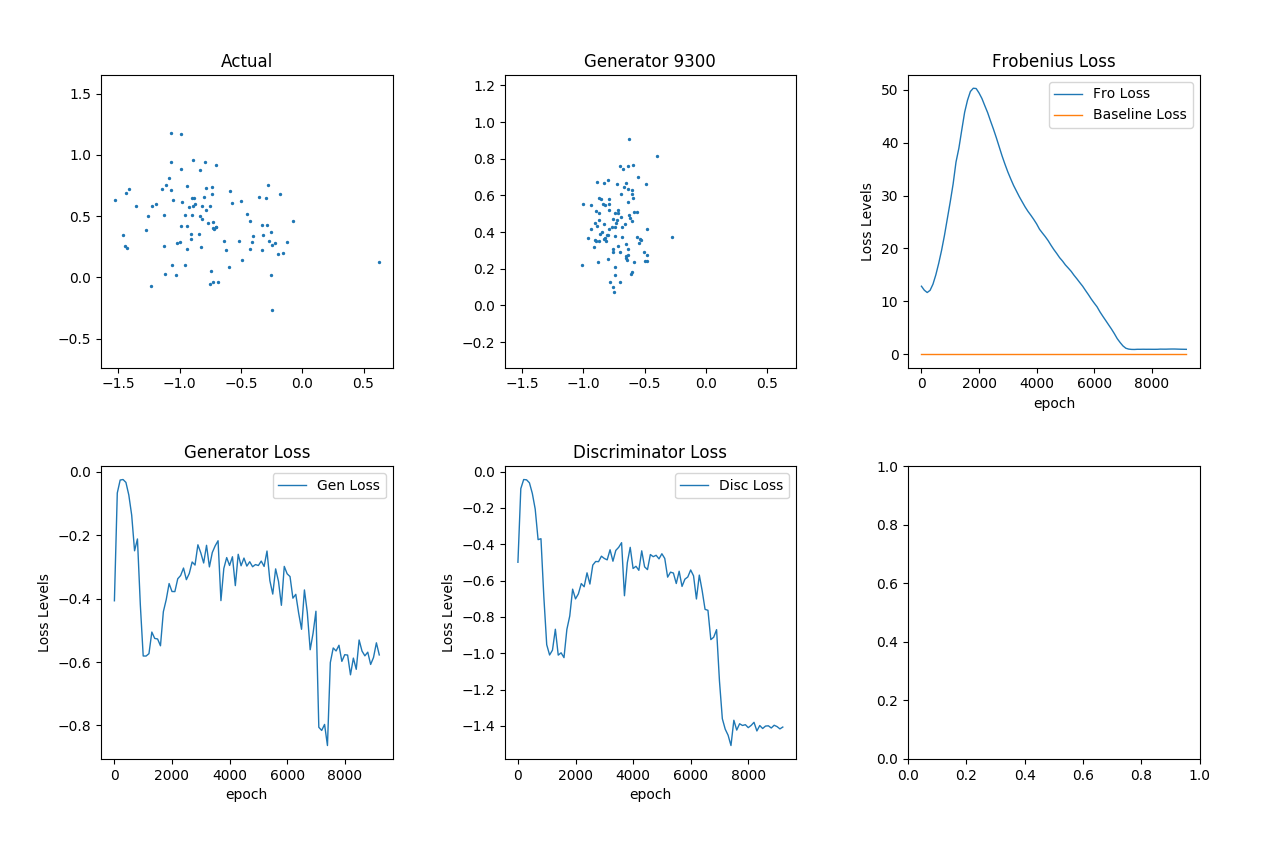 Actual
1.5
1.0
0.5
0.0
−0.5
−1.5 −1.0 −0.5 0.0 0.5
Generator 9300
1.2
1.0
0.8
0.6
0.4
0.2
0.0
−0.2
−1.5 −1.0 −0.5 0.0 0.5
Frobenius Loss
Fro Loss
Baseline Loss
Loss Levels
50
40
30
20
10
0
0 2000 4000 6000 8000
epoch
Generator Loss
Gen Loss
Loss Levels
0.0
−0.2
−0.4
−0.6
−0.8
0 2000 4000 6000 8000
epoch
Discriminator Loss
Disc Loss
Loss Levels
0.0
−0.2
−0.4
−0.6
−0.8
−1.0
−1.2
−1.4
0 2000 4000 6000 8000
epoch
1.0
0.8
0.6
0.4
0.2
0.0
0.0 0.2 0.4 0.6 0.8 1.0